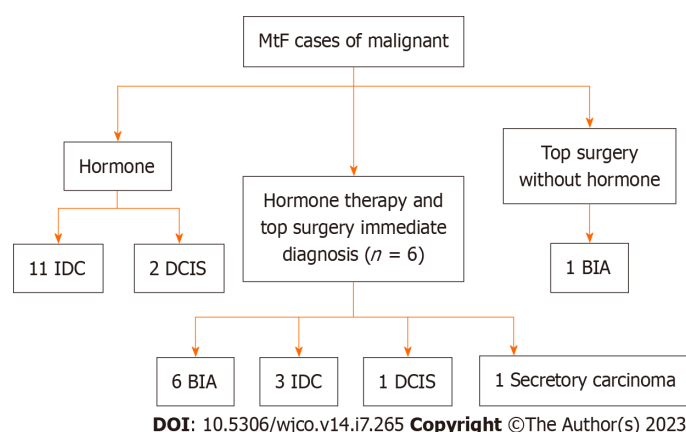 MtF cases of malignant
Hormone
Top surgery
without hormone
Hormone therapy and
top surgery immediate
diagnosis (n = 6)
11 IDC
2 DCIS
1 BIA
6 BIA
3 IDC
1 DCIS
1 Secretory carcinoma
DOI: 10.5306/wjco.v14.i7.265 Copyright ©The Author(s) 2023